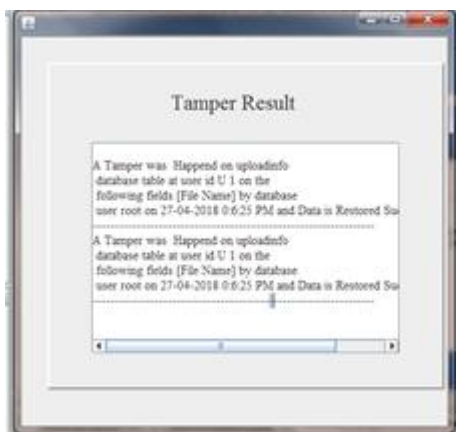 Tamper Result
A Tamper was Happend on uploadinfo
database table at user id U 1 on the
following fields [File Name] by database
user root on 27-04-2018 0:6:25 PM and Data is Restored Su
A Tamper was Happend on uploadinfo
database table at user id U 1 on the
following fields [File Name] by database
user root on 27-04-2018 0:6:25 PM and Data is Restored Su